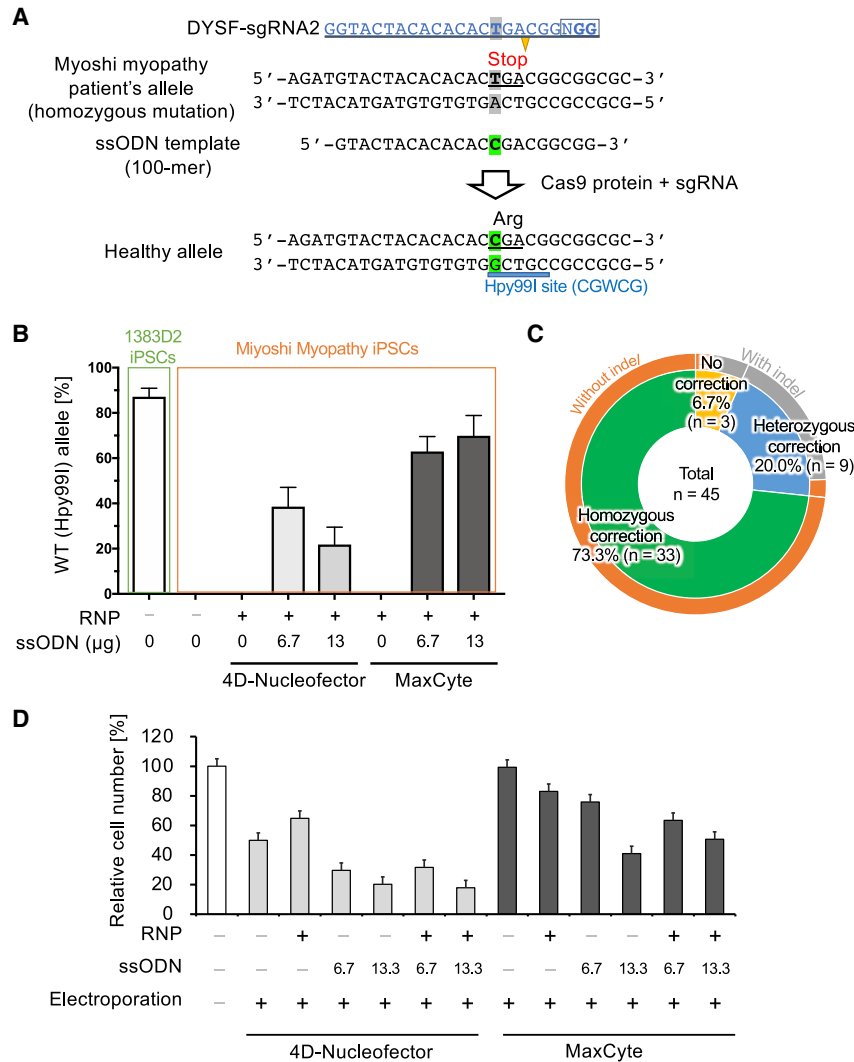 A
DYSF-sgRNA2 GGTACTACACACACTGACGGNGG
Stop
Myoshi myopathy
patient's allele
(homozygous mutation)
5′-AGATGTACTACACACACTGACGGCGGCGC-3′
3′-TCTACATGATGTGTGTGACTGCCGCCGCG-5′
ssODN template
(100-mer)
5′-GTACTACACACACCGACGGCGG-3′
Cas9 protein + sgRNA
Arg
Healthy allele
5′-AGATGTACTACACACACCGACGGCGGCGC-3′
3′-TCTACATGATGTGTGTGGCTGCCGCCGCG-5′
Hpy99I site (CGWCG)
B
1383D2
iPSCs
Miyoshi Myopathy iPSCs
WT (Hpy99I) allele [%]
100
80
60
40
20
0
RNP – – + + + + + +
ssODN (µg) 0 0 0 6.7 13 0 6.7 13
4D-Nucleofector MaxCyte
C
Without indel
With indel
No
correction
6.7%
(n = 3)
Heterozygous
correction
20.0% (n = 9)
Total
n = 45
Homozygous
correction
73.3% (n = 33)
D
Relative cell number [%]
120
100
80
60
40
20
0
RNP – – + – – + + – + – – + +
ssODN – – – 6.7 13.3 6.7 13.3 – – 6.7 13.3 6.7 13.3
Electroporation – + + + + + + + + + + + +
4D-Nucleofector MaxCyte